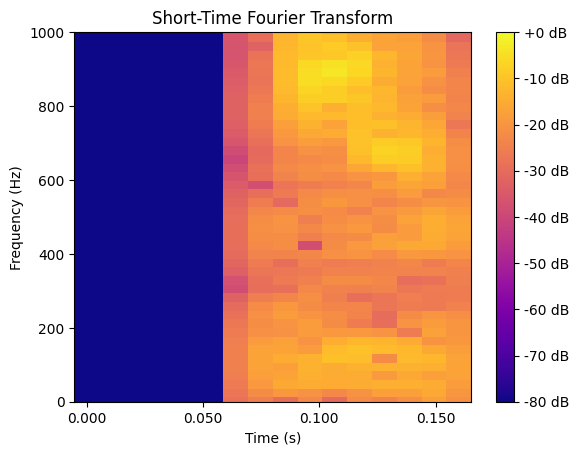 Short-Time Fourier Transform
1000
800
600
400
200
0
Frequency (Hz)
0.000
0.050
0.100
0.150
Time (s)
+0 dB
-10 dB
-20 dB
-30 dB
-40 dB
-50 dB
-60 dB
-70 dB
-80 dB